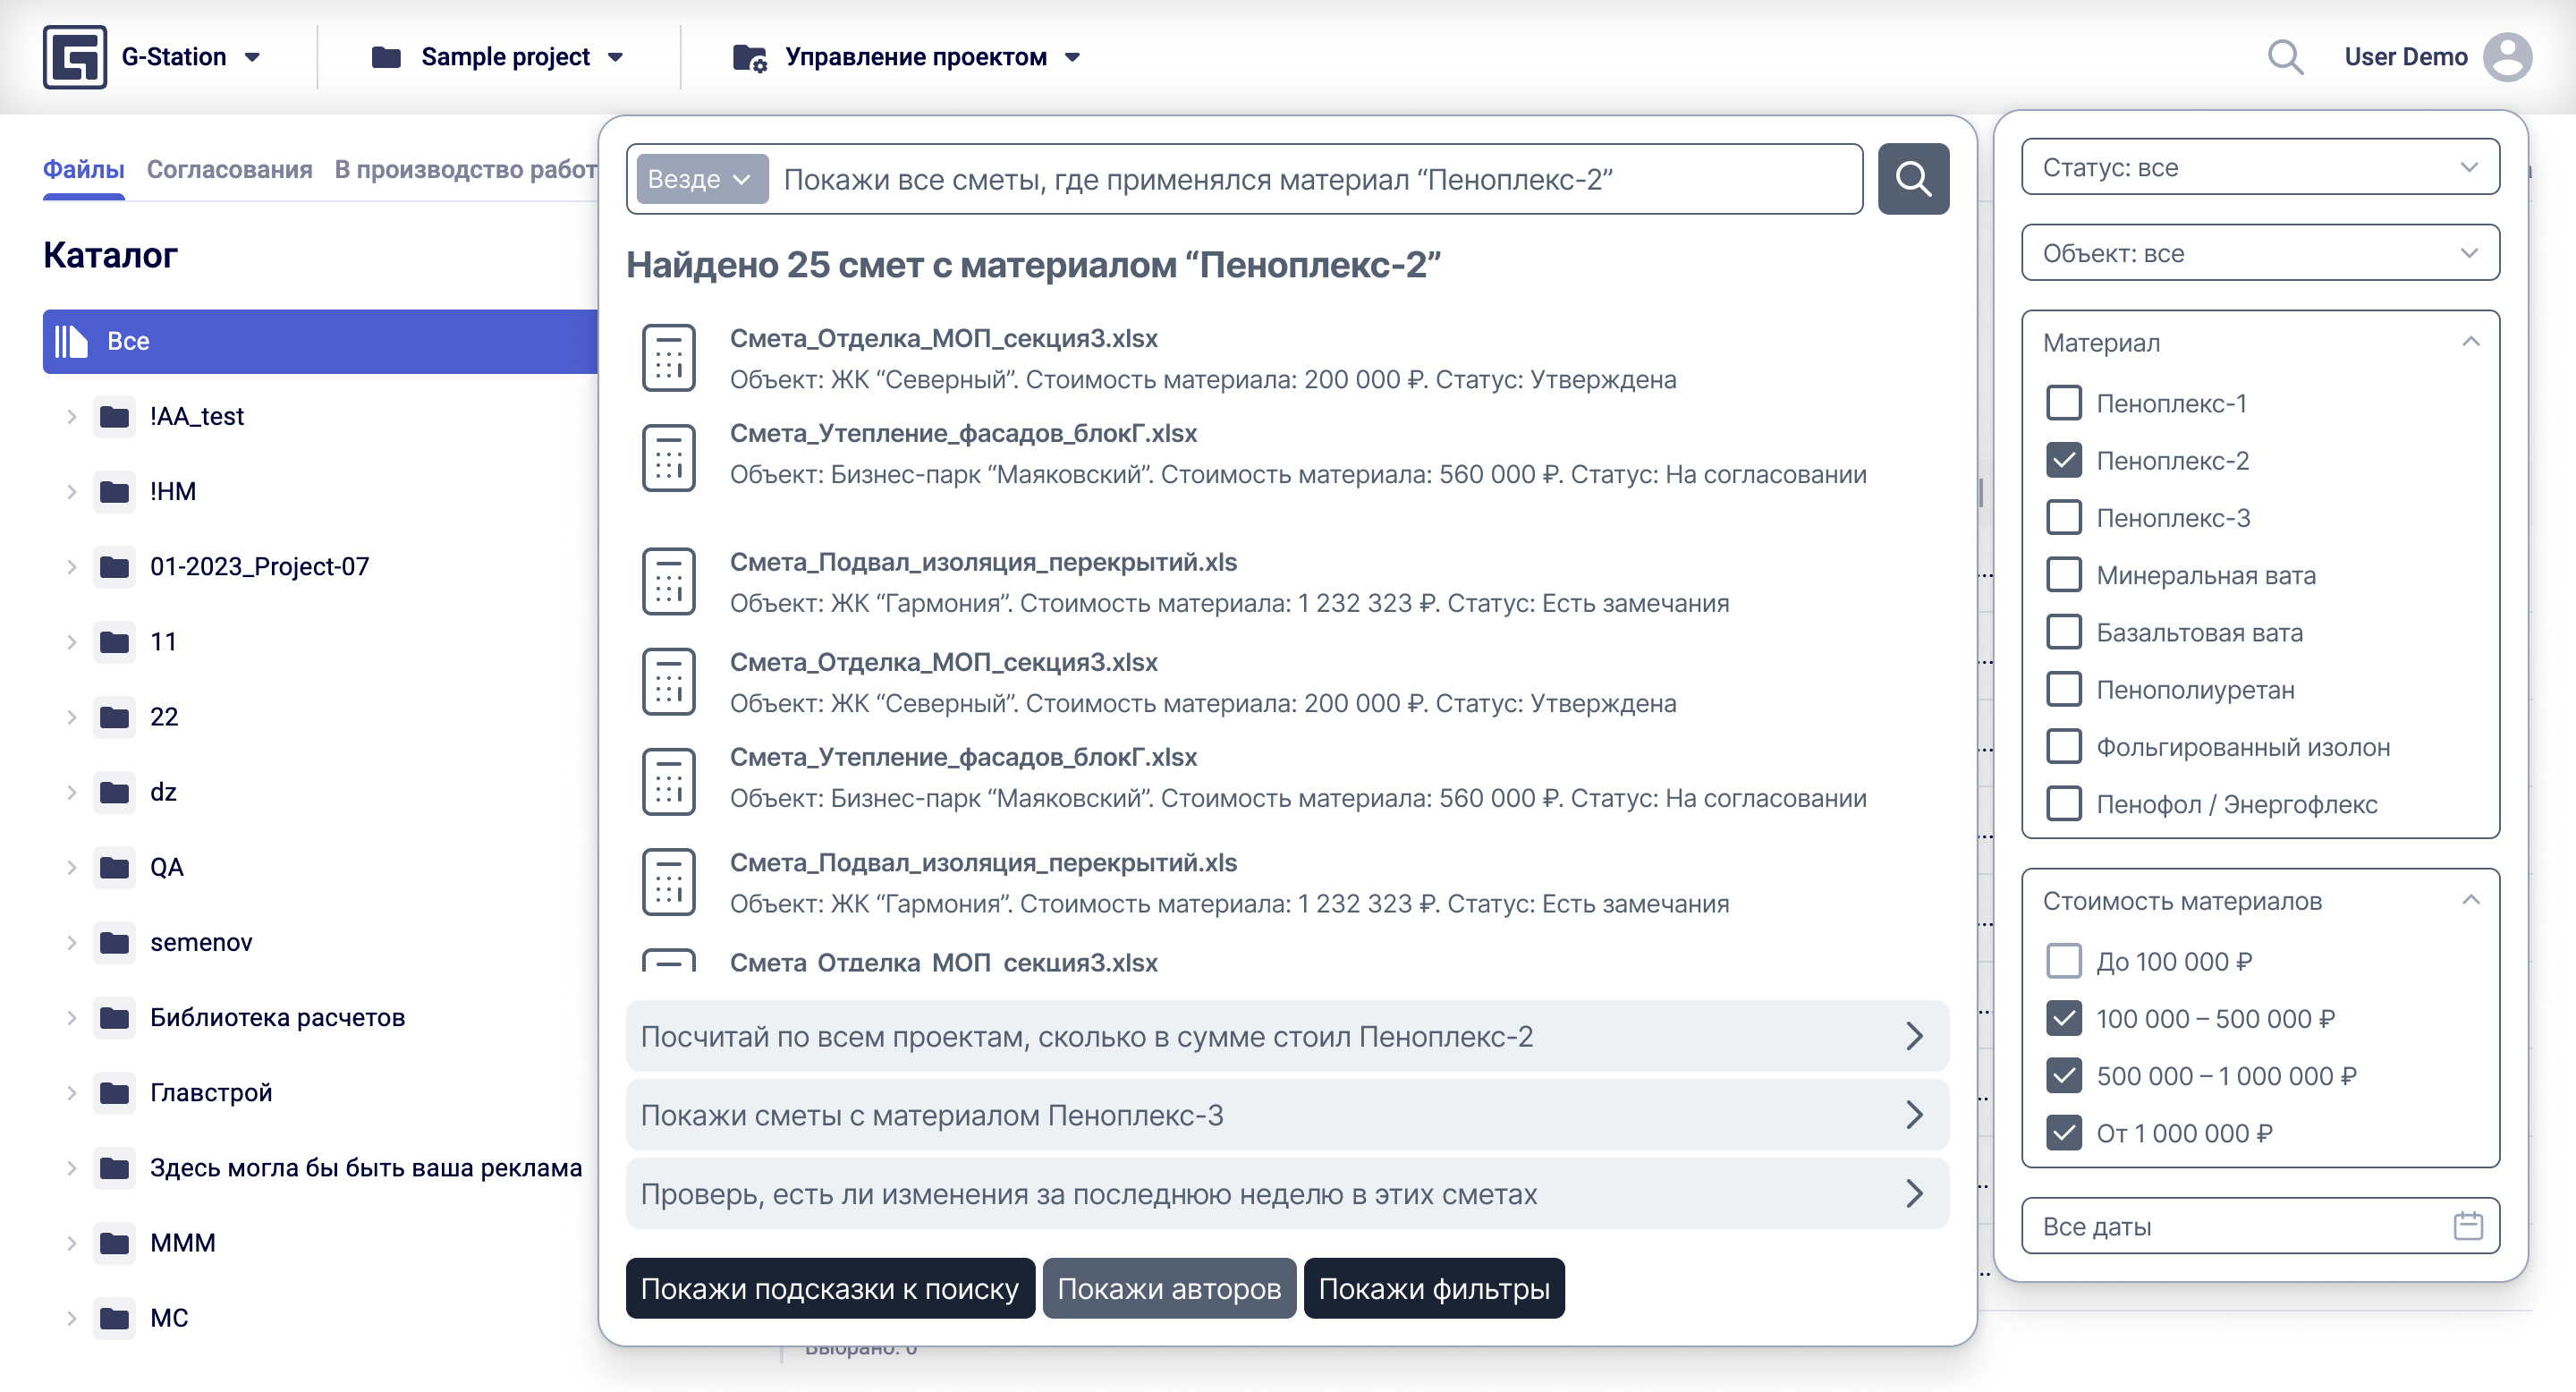 G-Station
Sample project
Управление проектом
User Demo
Файлы
Согласования
В производство работ
Каталог
Все
!AA_test
!HM
01-2023_Project-07
11
22
dz
QA
semenov
Библиотека расчетов
Главстрой
Здесь могла бы быть ваша реклама
МММ
МС
Везде
Покажи все сметы, где применялся материал “Пеноплекс-2”
Найдено 25 смет с материалом “Пеноплекс-2”
Смета_Отделка_МОП_секция3.xlsx
Объект: ЖК “Северный”. Стоимость материала: 200 000 ₽. Статус: Утверждена
Смета_Утепление_фасадов_блокГ.xlsx
Объект: Бизнес-парк “Маяковский”. Стоимость материала: 560 000 ₽. Статус: На согласовании
Смета_Подвал_изоляция_перекрытий.xls
Объект: ЖК “Гармония”. Стоимость материала: 1 232 323 ₽. Статус: Есть замечания
Смета_Отделка_МОП_секция3.xlsx
Объект: ЖК “Северный”. Стоимость материала: 200 000 ₽. Статус: Утверждена
Смета_Утепление_фасадов_блокГ.xlsx
Объект: Бизнес-парк “Маяковский”. Стоимость материала: 560 000 ₽. Статус: На согласовании
Смета_Подвал_изоляция_перекрытий.xls
Объект: ЖК “Гармония”. Стоимость материала: 1 232 323 ₽. Статус: Есть замечания
Смета_Отделка_МОП_секция3.xlsx
Посчитай по всем проектам, сколько в сумме стоил Пеноплекс-2
Покажи сметы с материалом Пеноплекс-3
Проверь, есть ли изменения за последнюю неделю в этих сметах
Покажи подсказки к поиску
Покажи авторов
Покажи фильтры
Выбрано: 0
Статус: все
Объект: все
Материал
Пеноплекс-1
Пеноплекс-2
Пеноплекс-3
Минеральная вата
Базальтовая вата
Пенополиуретан
Фольгированный изолон
Пенофол / Энергофлекс
Стоимость материалов
До 100 000 ₽
100 000 – 500 000 ₽
500 000 – 1 000 000 ₽
От 1 000 000 ₽
Все даты